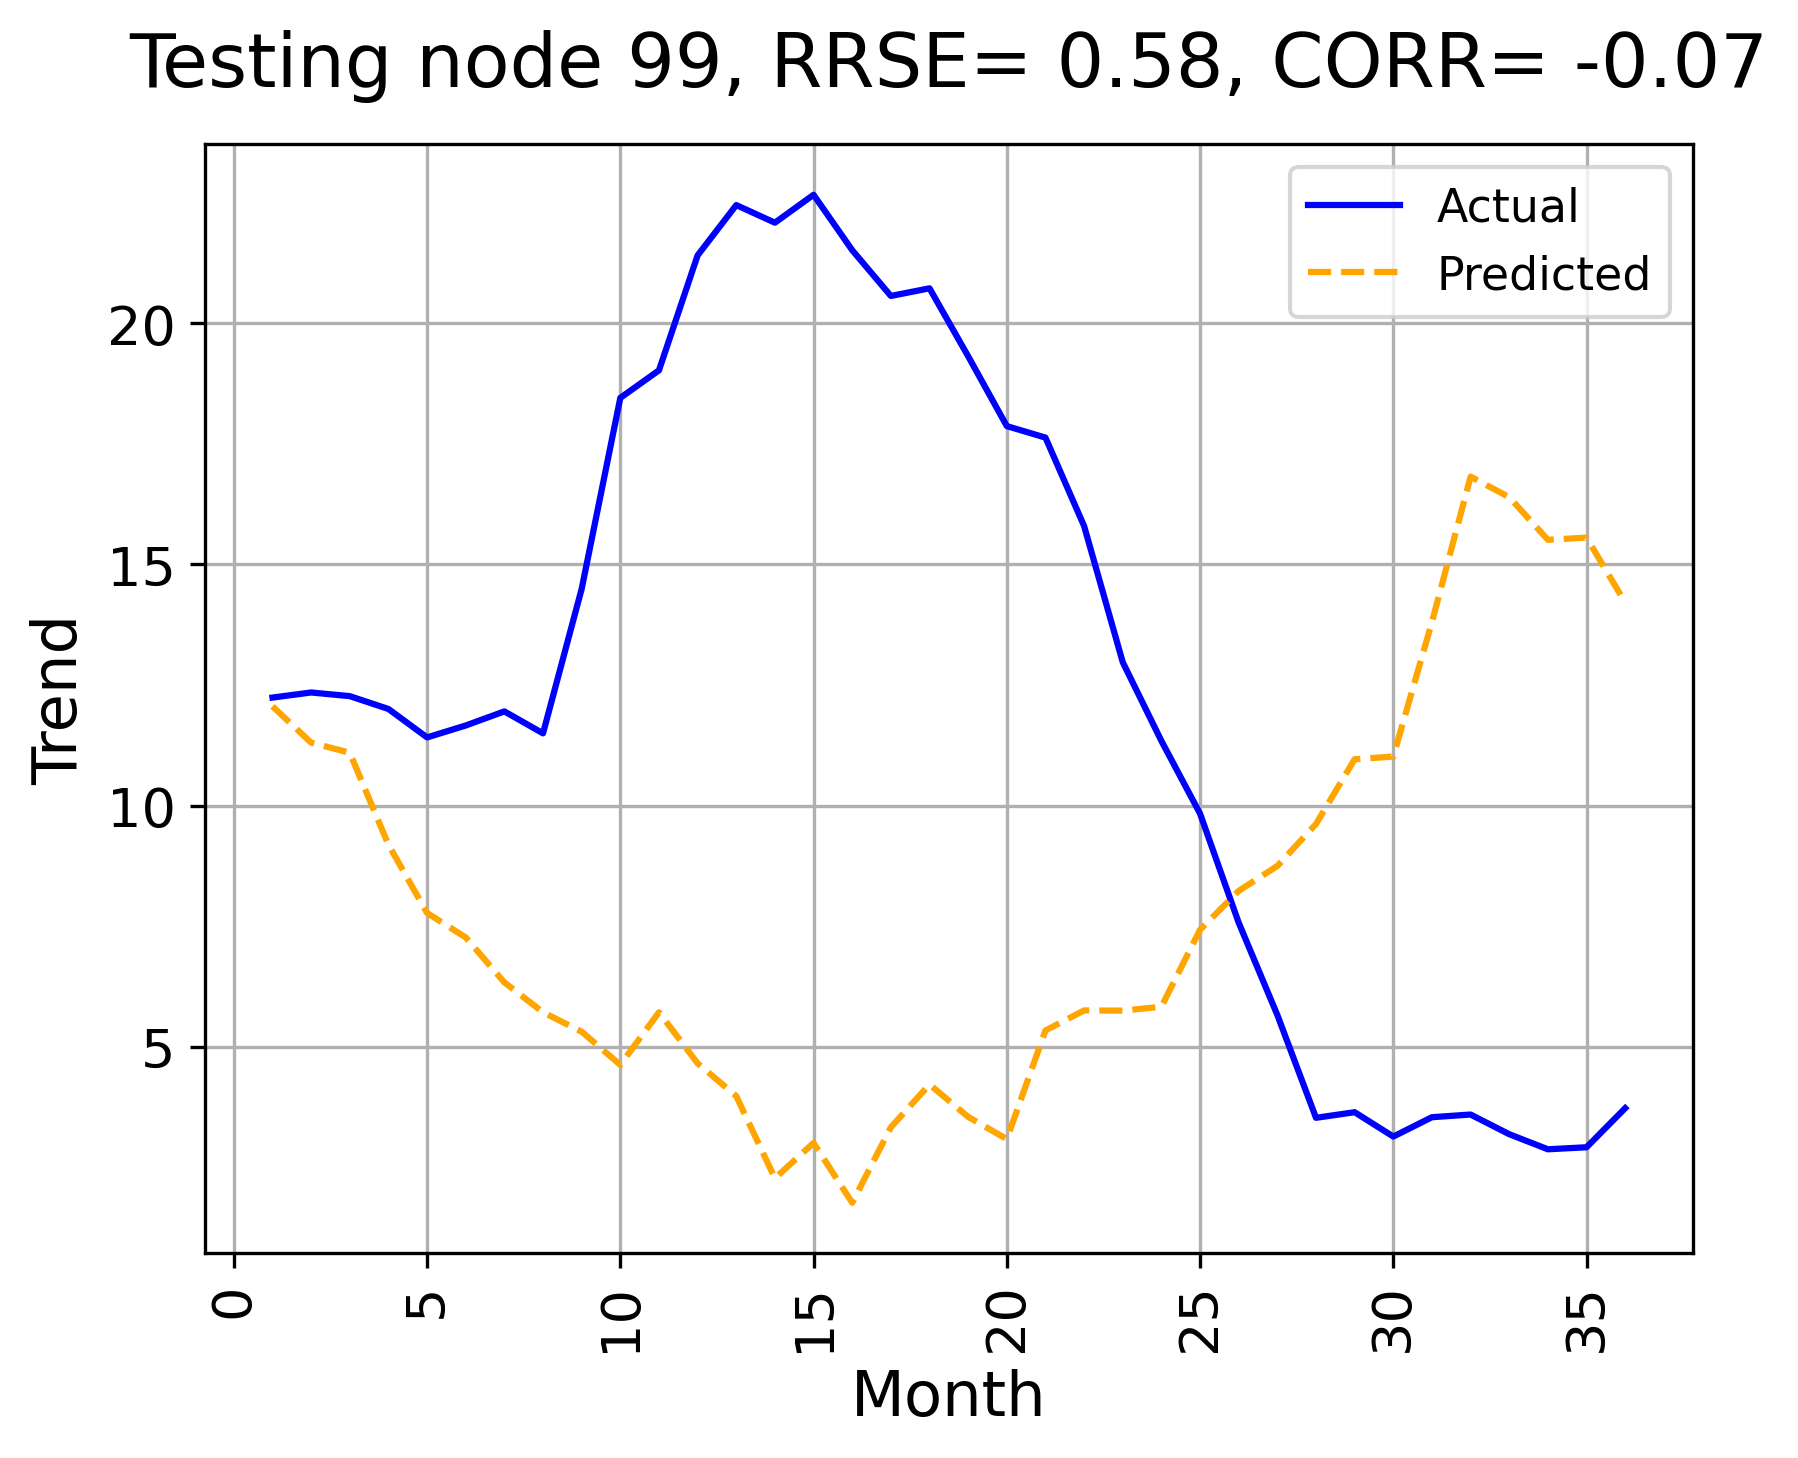 Testing node 99, RRSE= 0.58, CORR= -0.07
Actual
Predicted
Trend
20
15
10
5
0
5
10
15
20
25
30
35
Month